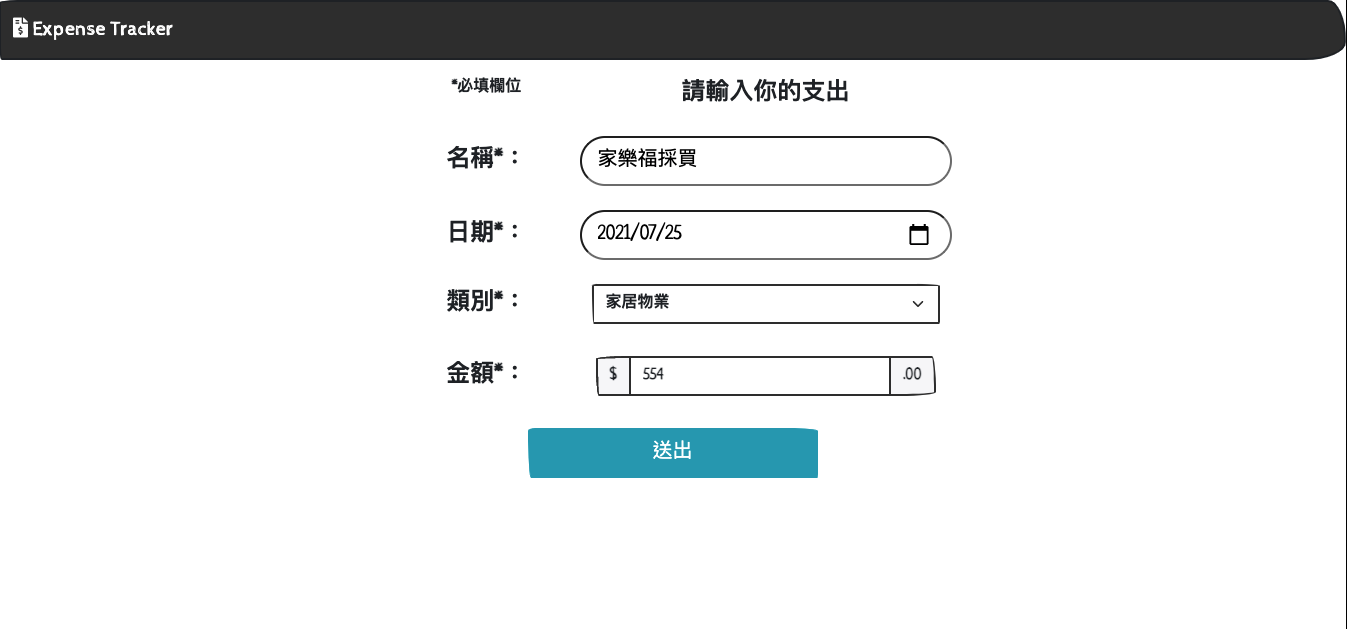 Expense Tracker
*必填欄位
請輸入你的支出
名稱*：
家樂福採買
日期*：
2021/07/25
類別*：
家居物業
金額*：
$ 554 .00
送出